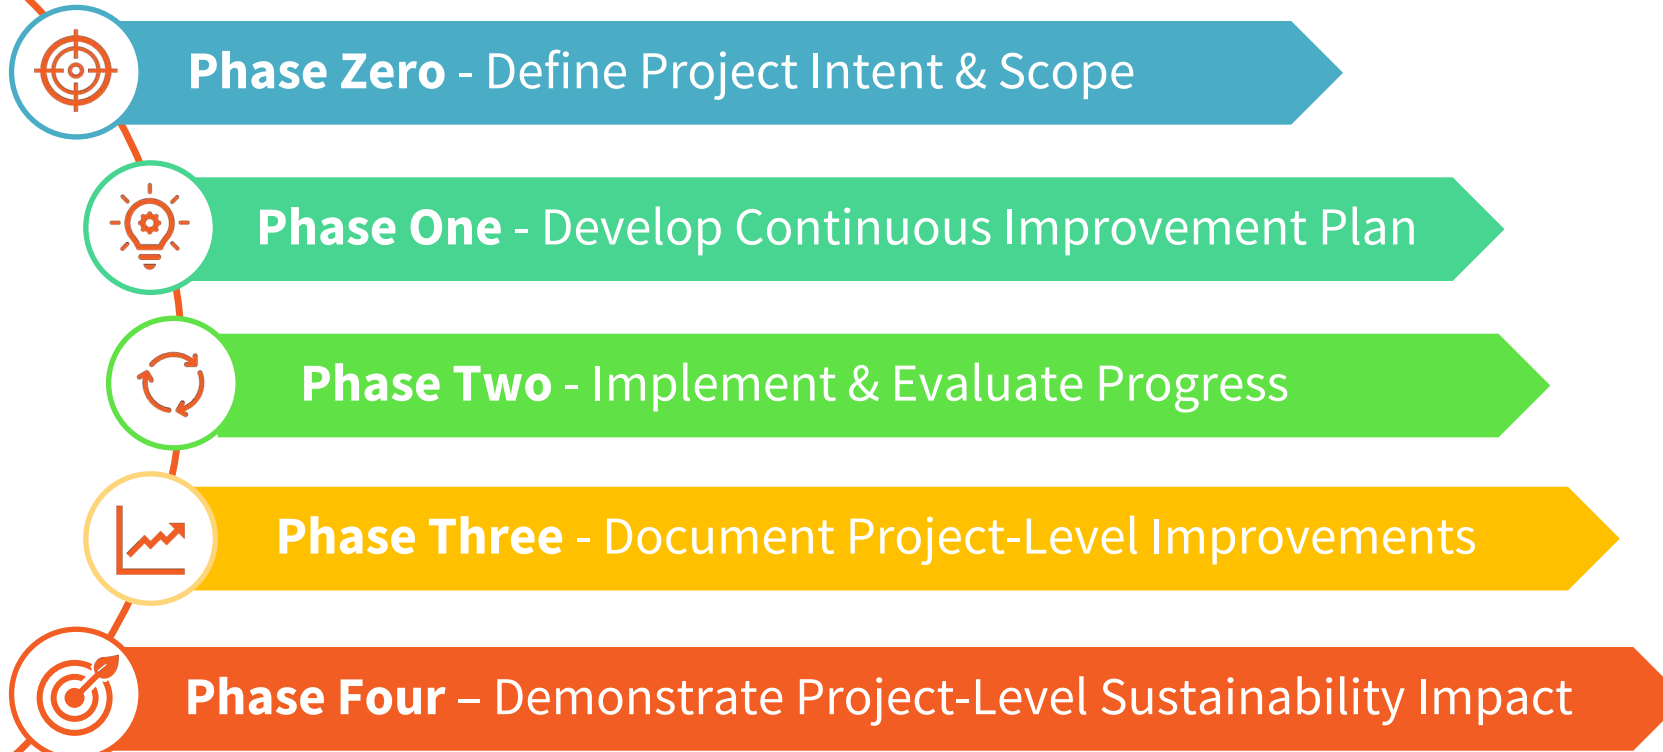 Phase Zero - Define Project Intent & Scope
Phase One - Develop Continuous Improvement Plan
Phase Two - Implement & Evaluate Progress
Phase Three - Document Project-Level Improvements
Phase Four – Demonstrate Project-Level Sustainability Impact